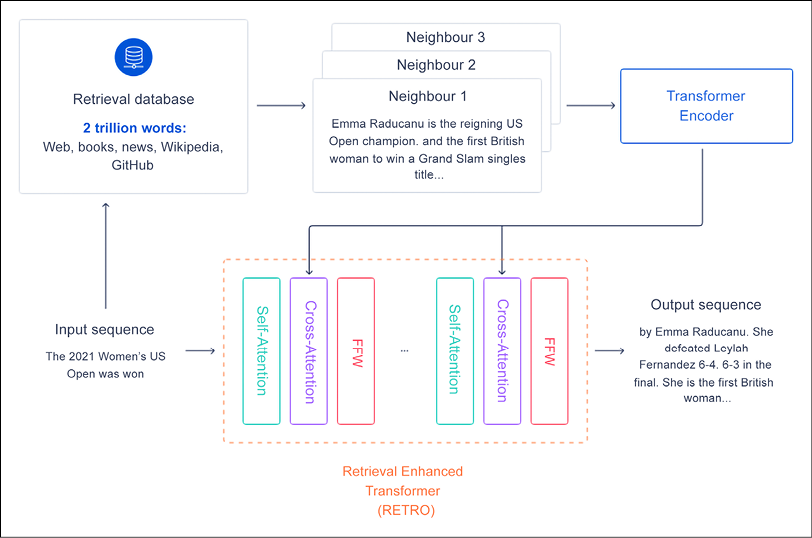 Retrieval database
2 trillion words:
Web, books, news, Wikipedia,
GitHub
Neighbour 3
Neighbour 2
Neighbour 1
Emma Raducanu is the reigning US
Open champion. and the first British
woman to win a Grand Slam singles
title...
Transformer
Encoder
Input sequence
The 2021 Women's US
Open was won
Self-Attention
Cross-Attention
FFW
...
Self-Attention
Cross-Attention
FFW
Output sequence
by Emma Raducanu. She
defeated Leylah
Fernandez 6-4. 6-3 in the
final. She is the first British
woman...
Retrieval Enhanced
Transformer
(RETRO)